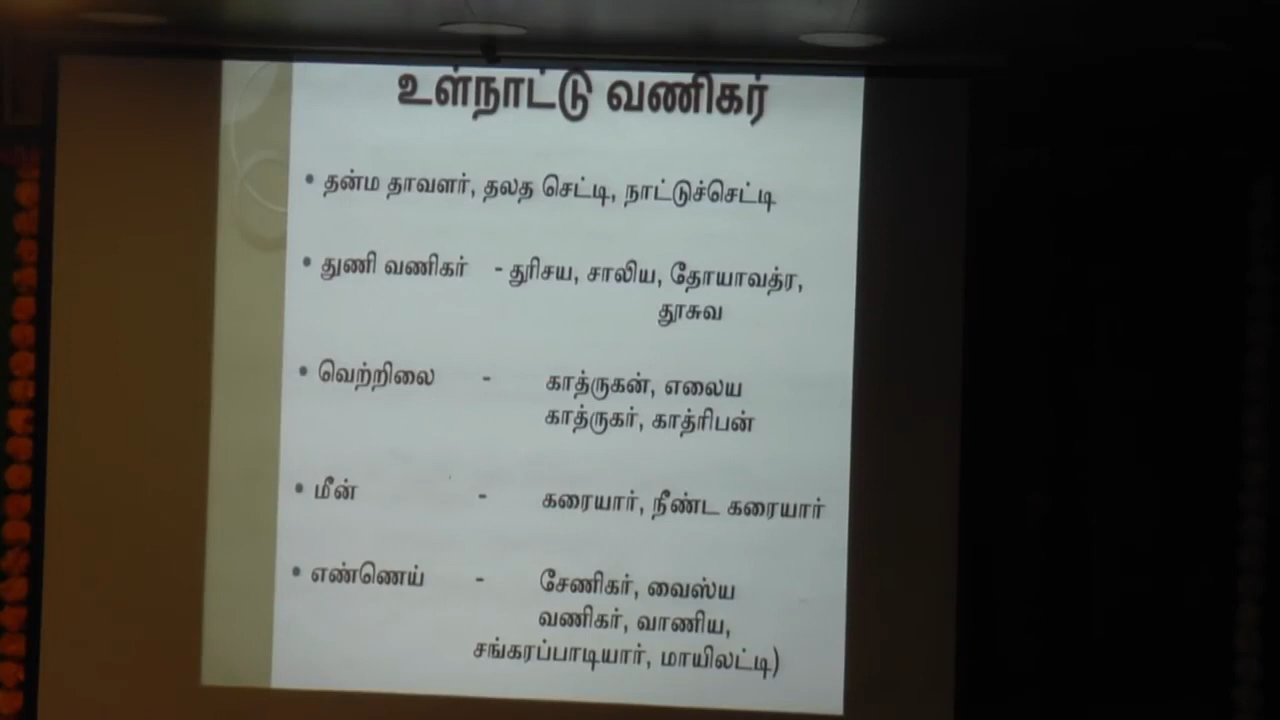 உள்நாட்டு வணிகர்
• தன்ம தாவளர், தலத செட்டி, நாட்டுச்செட்டி
• துணி வணிகர் - துரிசய, சாலிய, தோயாவத்ர,
தூசுவ
• வெற்றிலை - காத்ருகன், எலைய
காத்ருகர், காத்ரிபன்
• மீன் - கரையார், நீண்ட கரையார்
• எண்ணெய் - சேணிகர், வைஸ்ய
வணிகர், வாணிய,
சங்கரப்பாடியார், மாயிலட்டி)